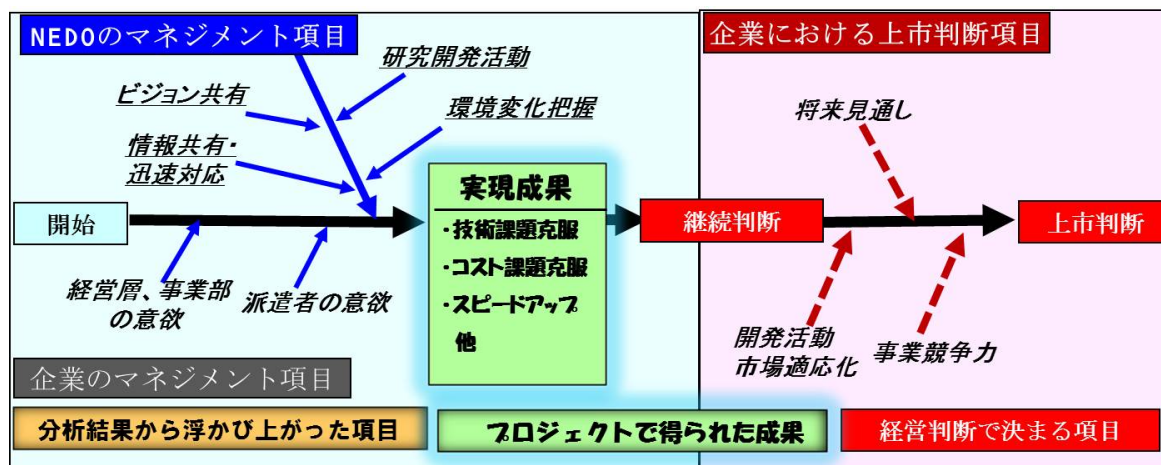 NEDOのマネジメント項目
企業における上市判断項目
研究開発活動
ビジョン共有
環境変化把握
情報共有・
迅速対応
将来見通し
開始
実現成果
・技術課題克服
・コスト課題克服
・スピードアップ
他
継続判断
上市判断
経営層、事業部
の意欲
派遣者の意欲
開発活動
市場適応化
事業競争力
企業のマネジメント項目
分析結果から浮かび上がった項目
プロジェクトで得られた成果
経営判断で決まる項目